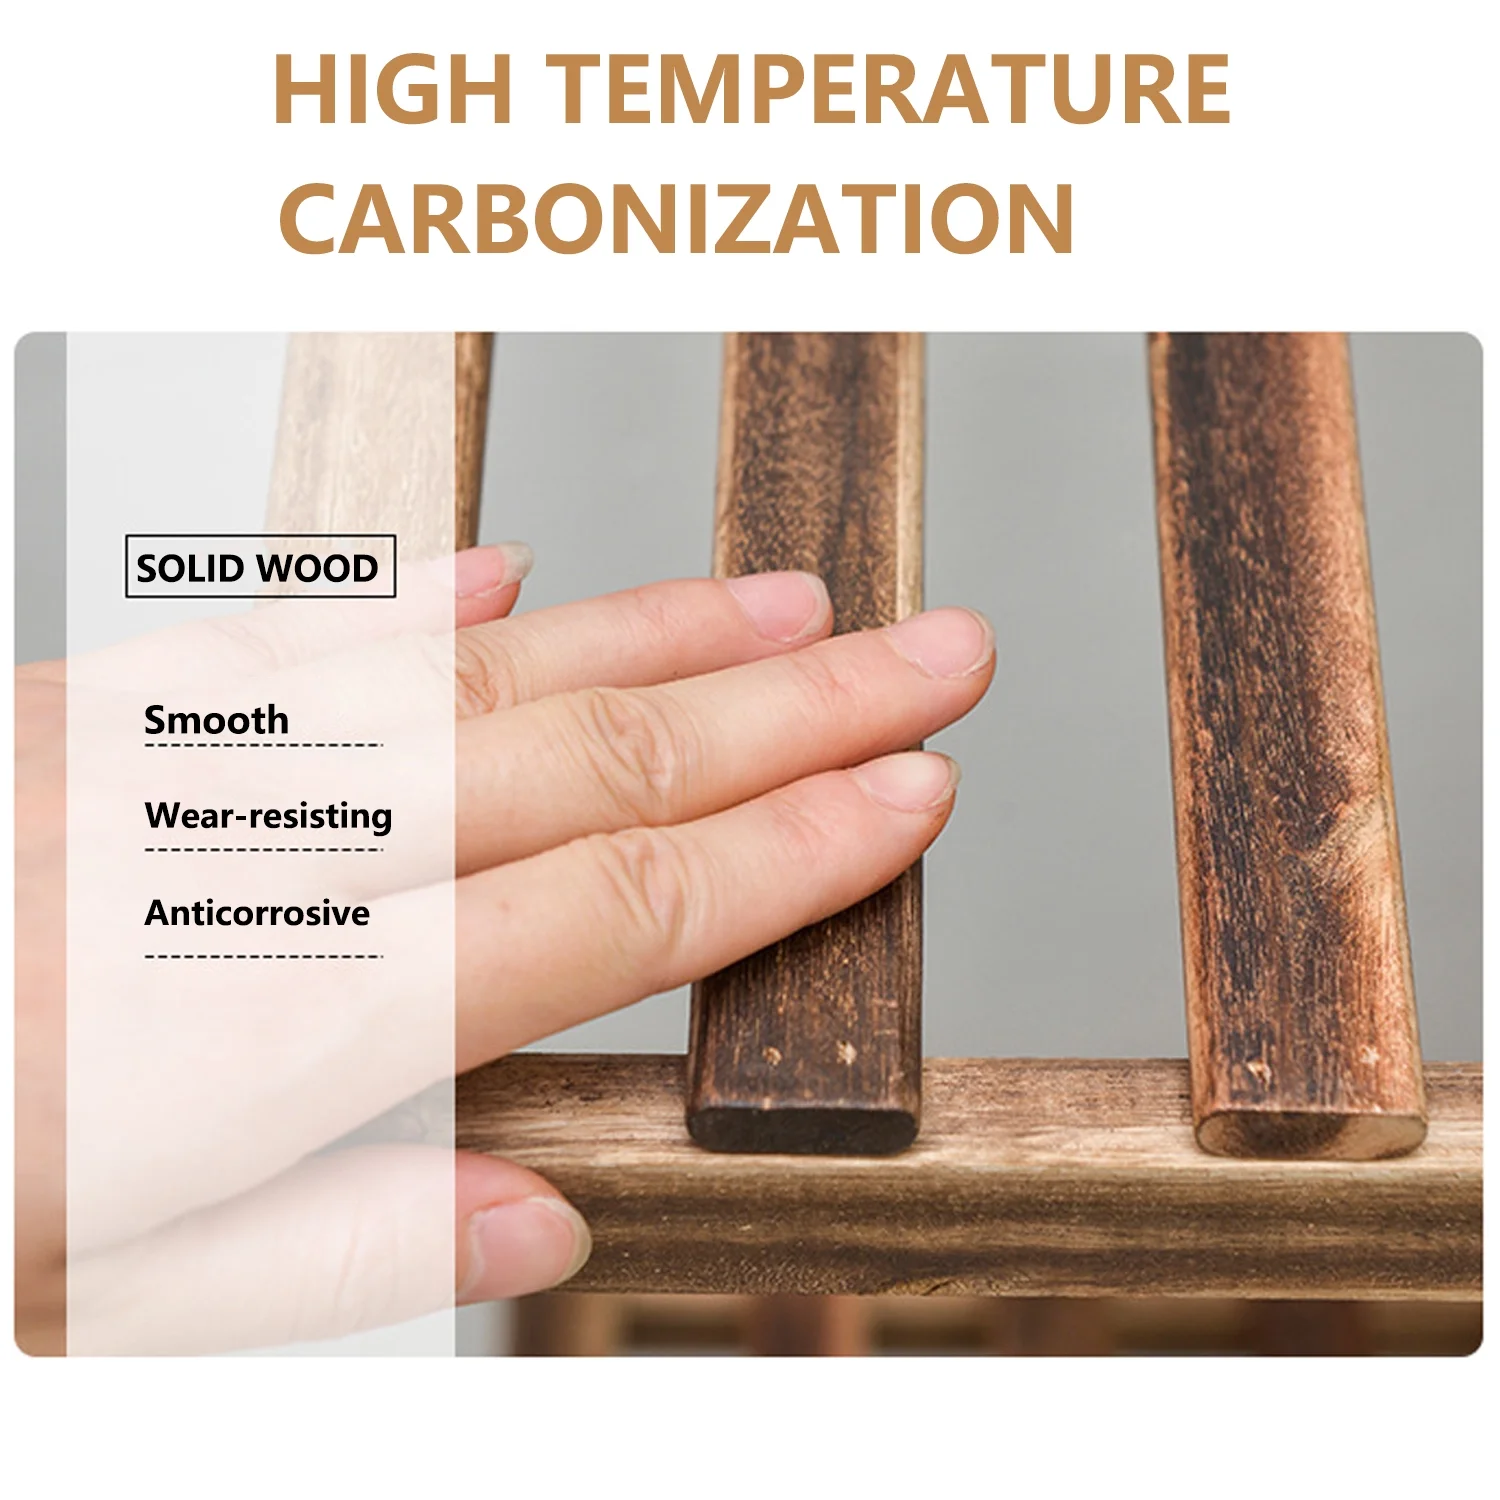 HIGH TEMPERATURE
CARBONIZATION
SOLID WOOD
Smooth
Wear-resisting
Anticorrosive